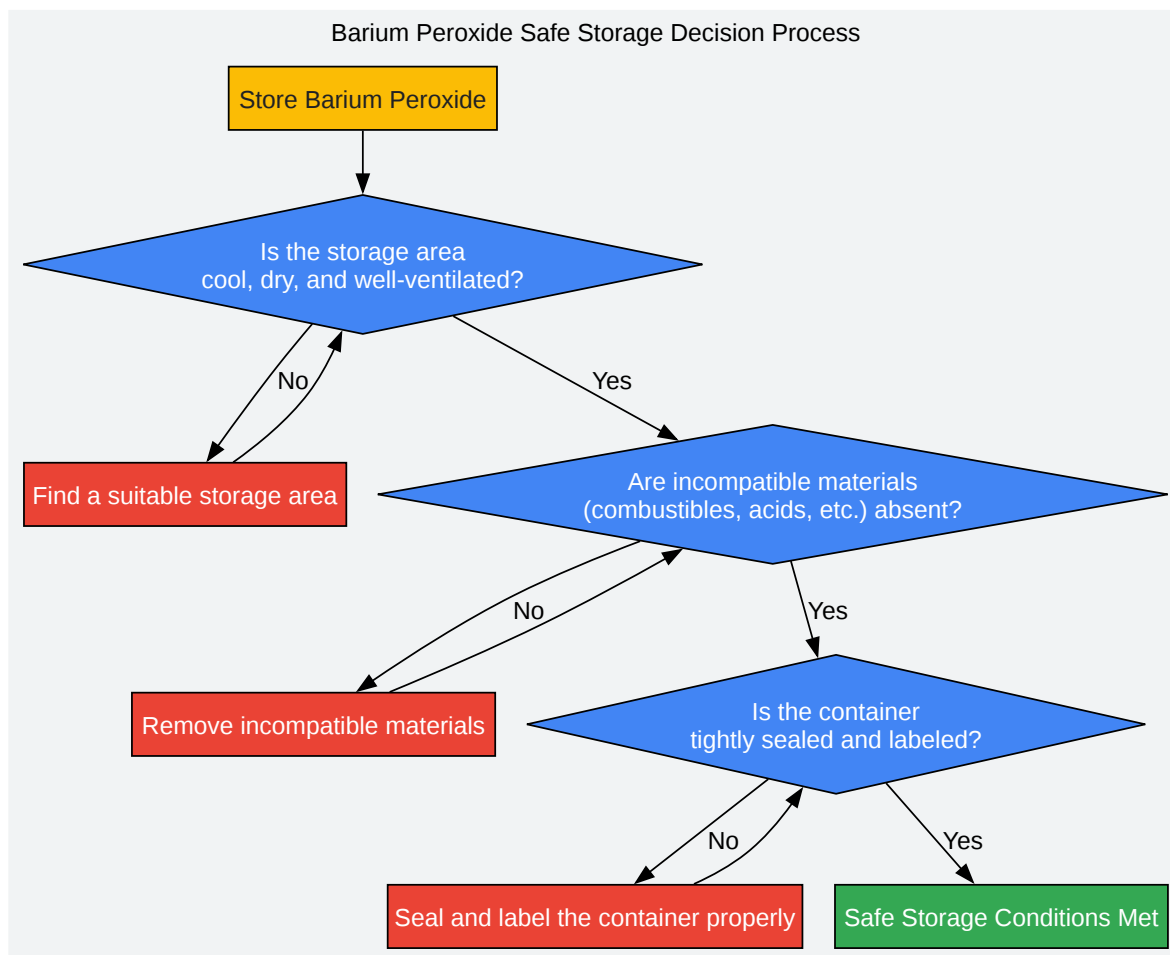 Barium Peroxide Safe Storage Decision Process
Store Barium Peroxide
Is the storage area
cool, dry, and well-ventilated?
No
Yes
Find a suitable storage area
Are incompatible materials
(combustibles, acids, etc.) absent?
No
Yes
Remove incompatible materials
Is the container
tightly sealed and labeled?
No
Yes
Seal and label the container properly
Safe Storage Conditions Met